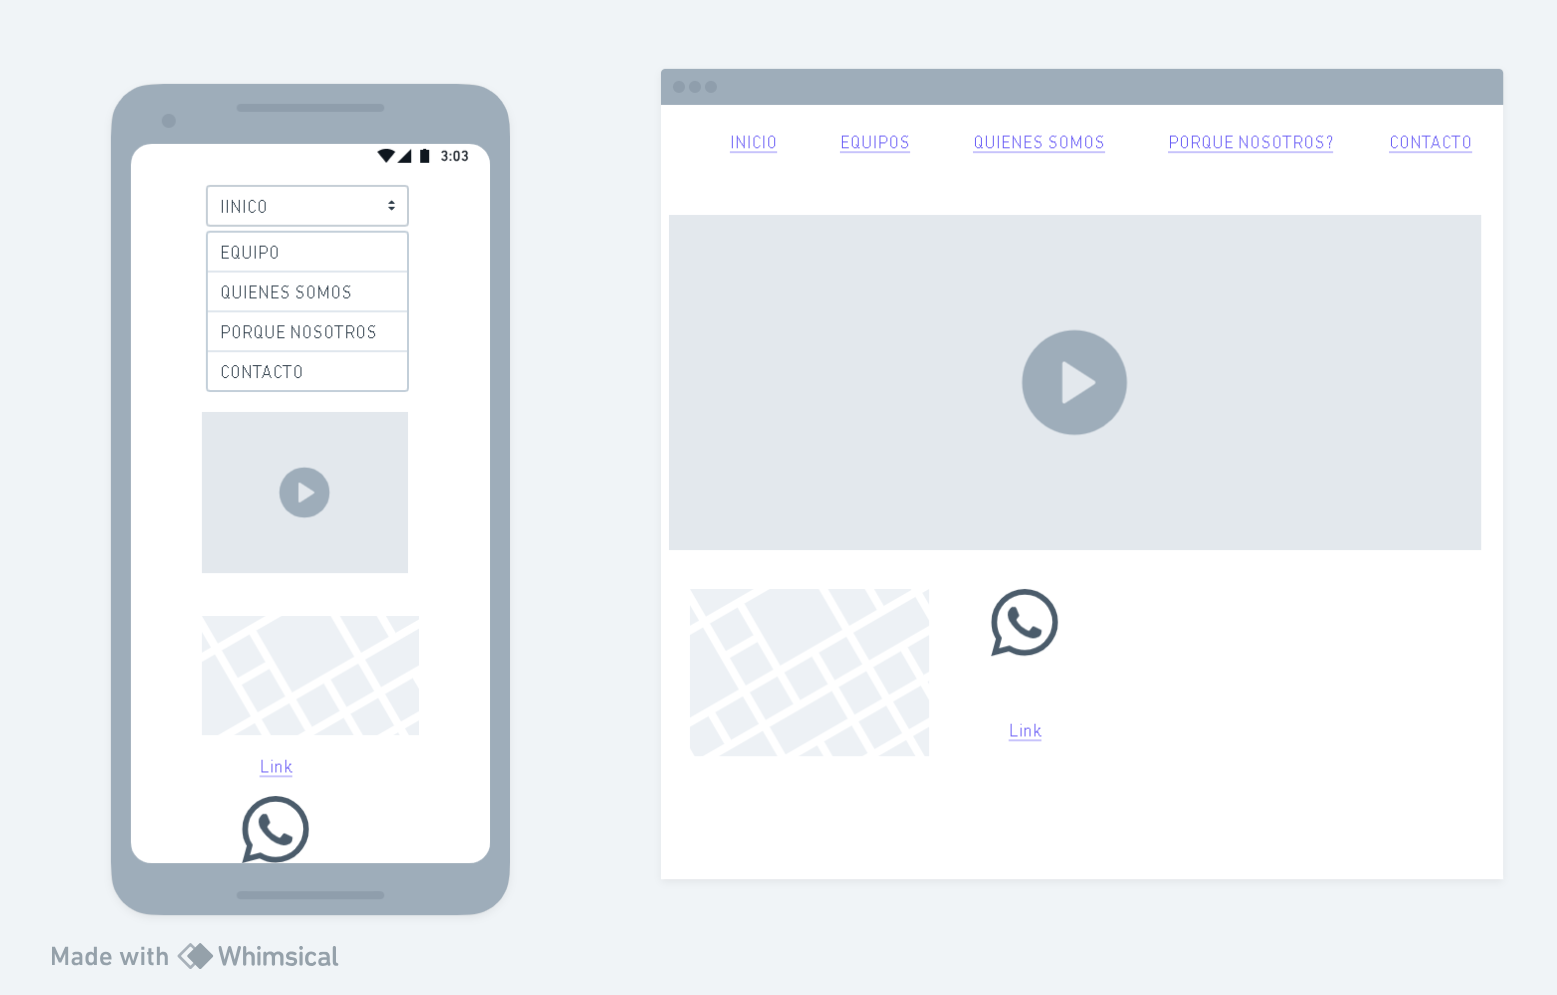 3:03
IINICO
EQUIPO
QUIENES SOMOS
PORQUE NOSOTROS
CONTACTO
Link
INICIO EQUIPOS QUIENES SOMOS PORQUE NOSOTROS? CONTACTO
Link
Made with Whimsical